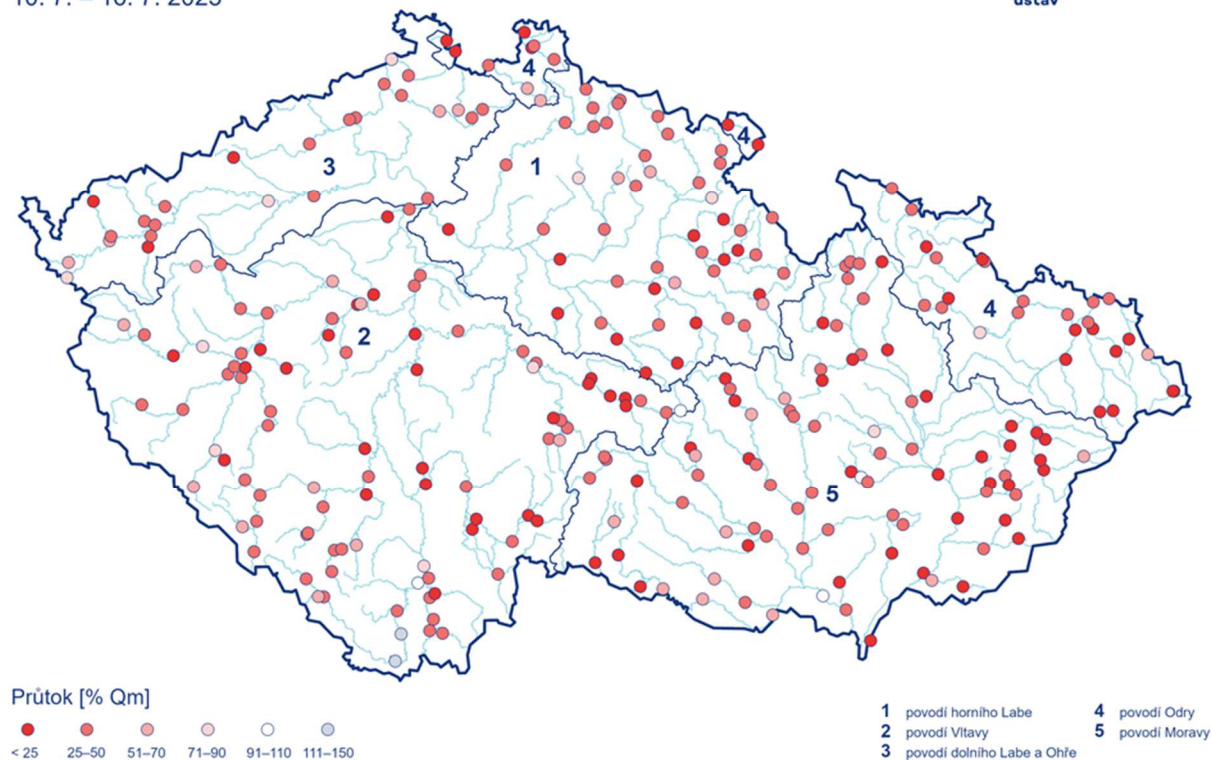 ústav
4
4
3
1
4
2
5
Průtok [% Qm]
< 25
25–50
51–70
71–90
91–110
111–150
1 povodí horního Labe
2 povodí Vltavy
3 povodí dolního Labe a Ohře
4 povodí Odry
5 povodí Moravy